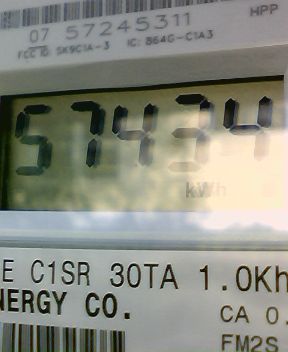 HPP
07 57245311
FCC ID: SK9C1A-3 IC: 864G-C1A3
57434
kWh
E C1SR 30TA 1.0Kh
NERGY CO.
CA 0.
FM2S